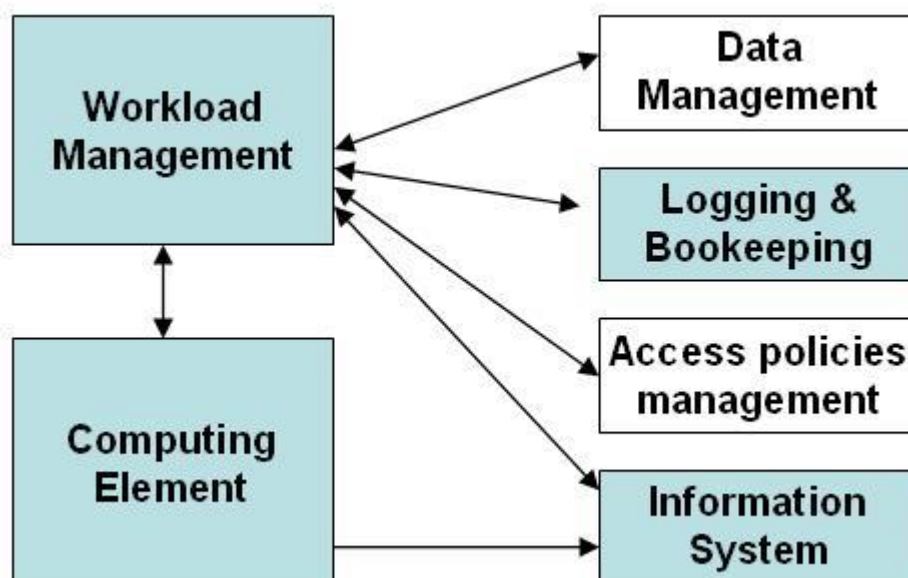 Workload
Management
Data
Management
Logging &
Bookeeping
Access policies
management
Computing
Element
Information
System